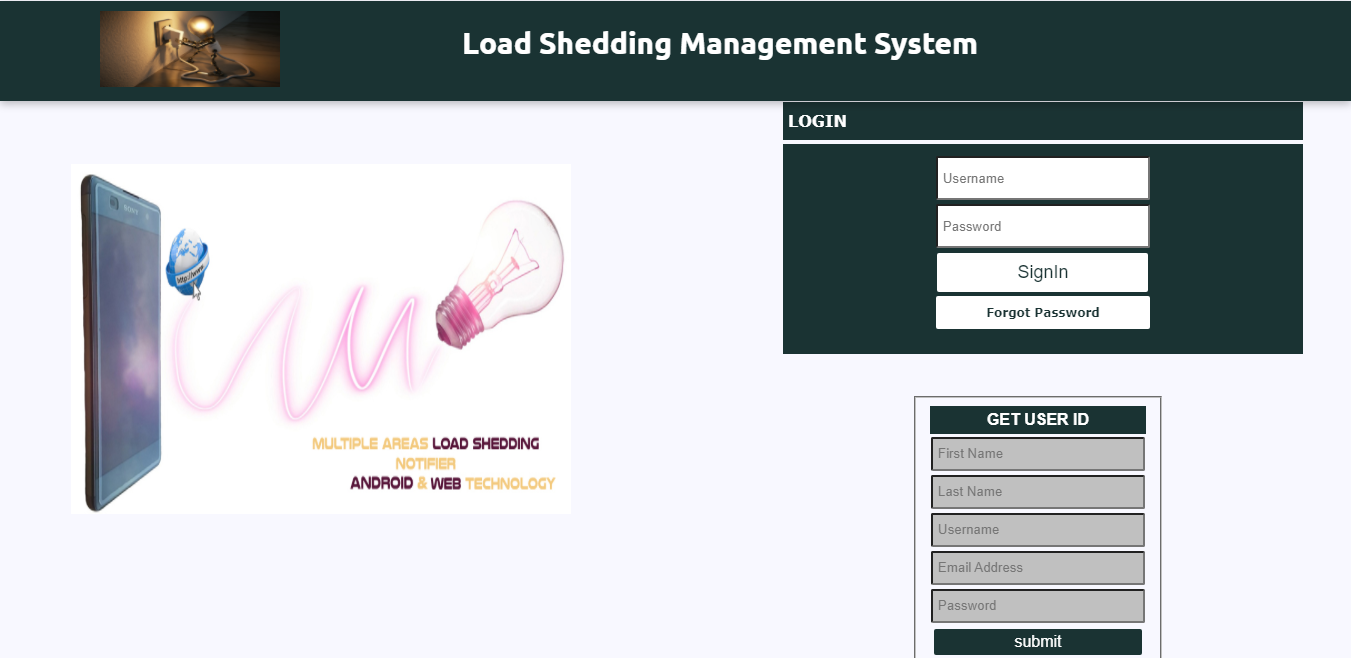 Load Shedding Management System
LOGIN
Username
Password
SignIn
Forgot Password
SONY
http://www
MULTIPLE AREAS LOAD SHEDDING
NOTIFIER
ANDROID & WEB TECHNOLOGY
GET USER ID
First Name
Last Name
Username
Email Address
Password
submit